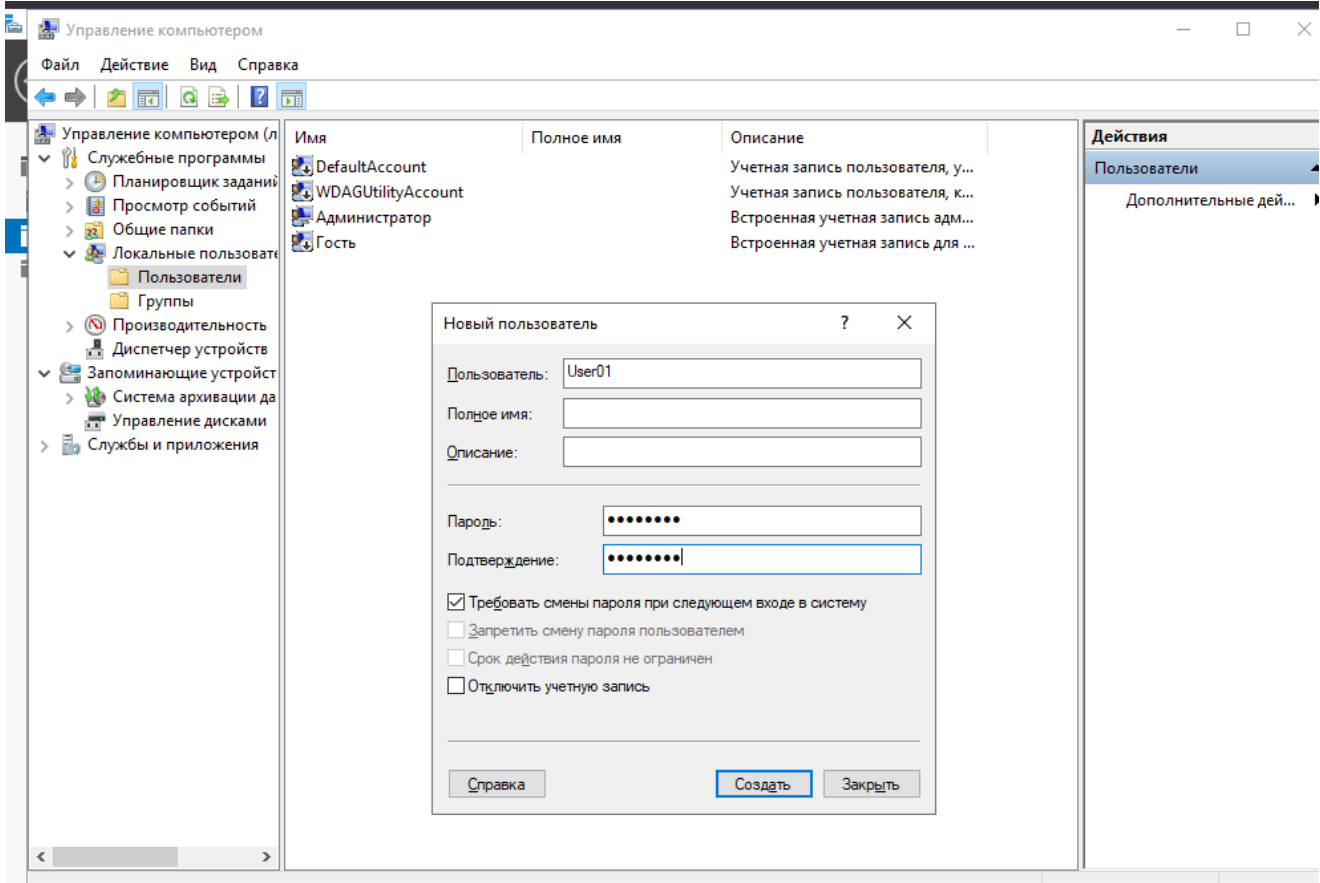 Управление компьютером
Файл Действие Вид Справка
Управление компьютером (л
Служебные программы
Планировщик заданий
Просмотр событий
Общие папки
Локальные пользовате
Пользователи
Группы
Производительность
Диспетчер устройств
Запоминающие устройст
Система архивации да
Управление дисками
Службы и приложения
Имя Полное имя Описание
DefaultAccount Учетная запись пользователя, у...
WDAGUtilityAccount Учетная запись пользователя, к...
Администратор Встроенная учетная запись адм...
Гость Встроенная учетная запись для ...
Новый пользователь
Пользователь: User01
Полное имя:
Описание:
Пароль: ●●●●●●●●
Подтверждение: ●●●●●●●●
Требовать смены пароля при следующем входе в систему
Запретить смену пароля пользователем
Срок действия пароля не ограничен
Отключить учетную запись
Справка Создать Закрыть
Действия
Пользователи
Дополнительные дей...